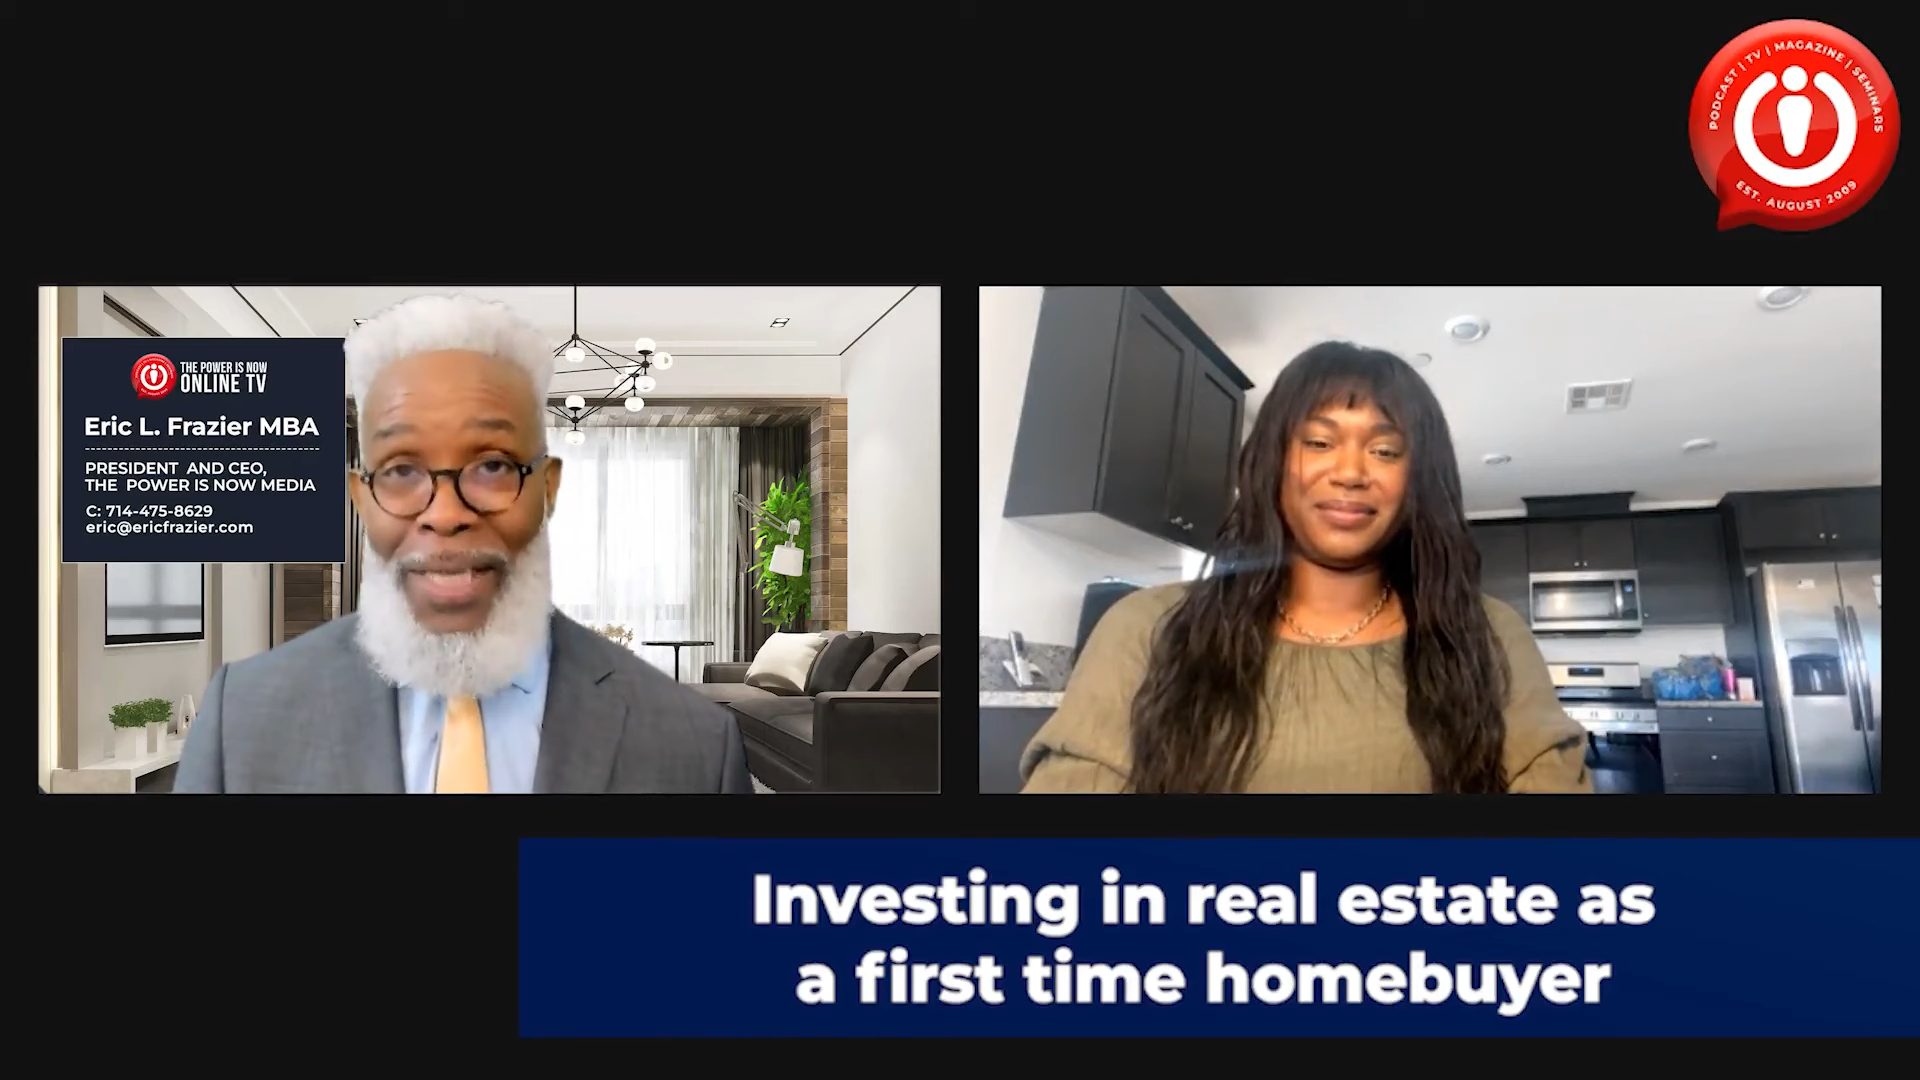 PODCAST | TV | MAGAZINE | SEMINARS
EST. AUGUST 2009
THE POWER IS NOW
ONLINE TV
Eric L. Frazier MBA
PRESIDENT AND CEO,
THE POWER IS NOW MEDIA
C: 714-475-8629
eric@ericfrazier.com
Investing in real estate as
a first time homebuyer